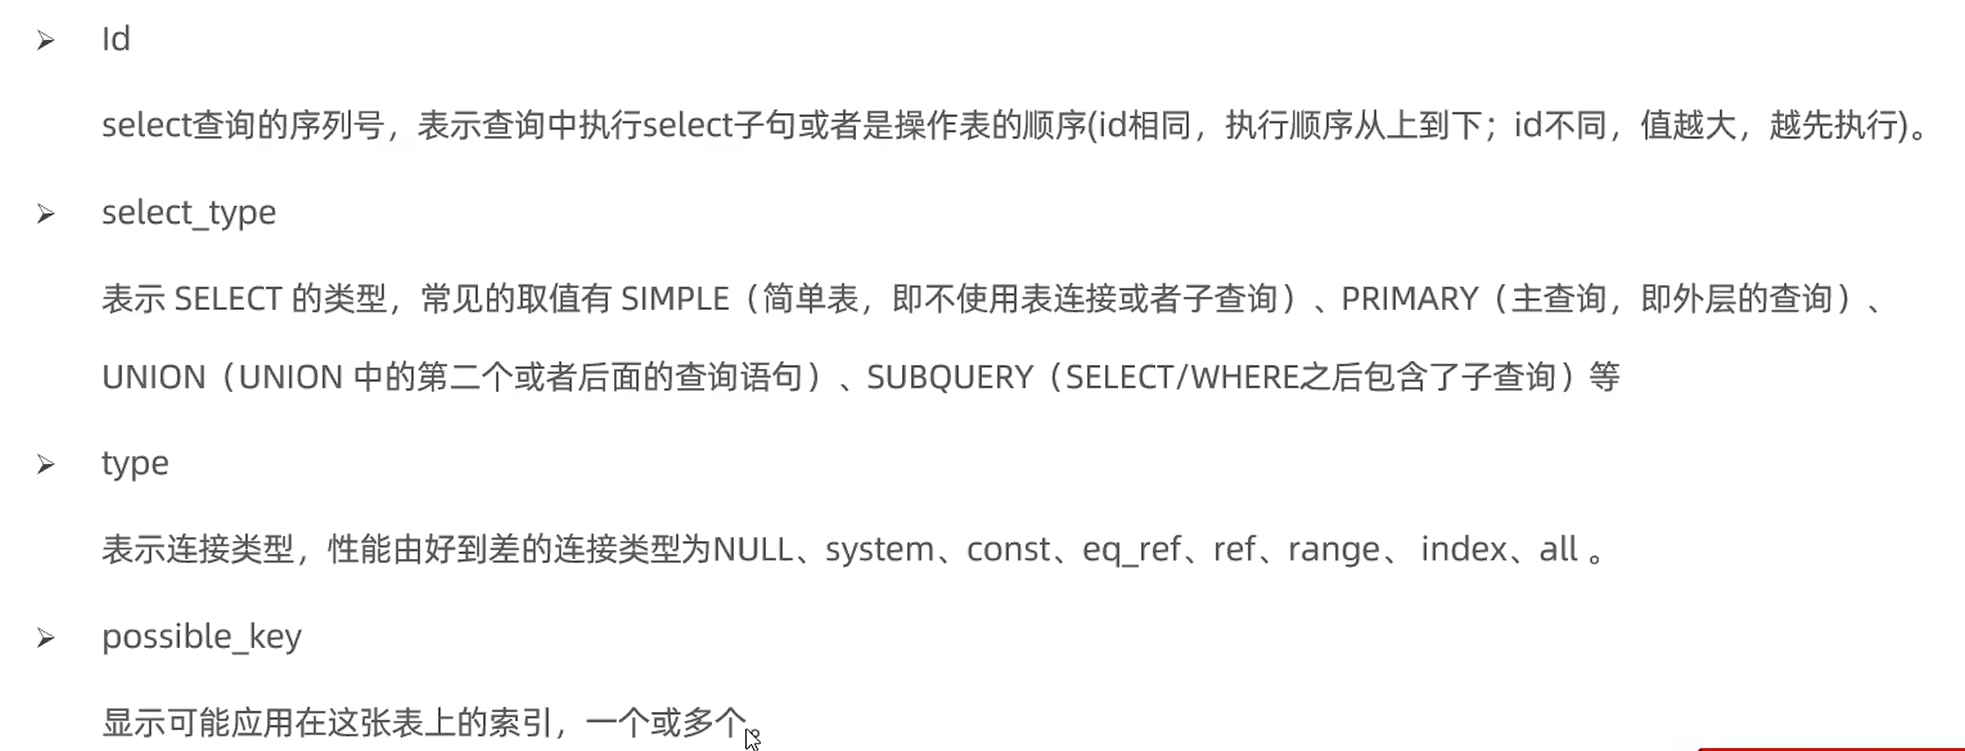 Id
select查询的序列号，表示查询中执行select子句或者是操作表的顺序(id相同，执行顺序从上到下；id不同，值越大，越先执行)。
select_type
表示 SELECT 的类型，常见的取值有 SIMPLE（简单表，即不使用表连接或者子查询）、PRIMARY（主查询，即外层的查询）、
UNION（UNION 中的第二个或者后面的查询语句）、SUBQUERY（SELECT/WHERE之后包含了子查询）等
type
表示连接类型，性能由好到差的连接类型为NULL、system、const、eq_ref、ref、range、 index、all 。
possible_key
显示可能应用在这张表上的索引，一个或多个。